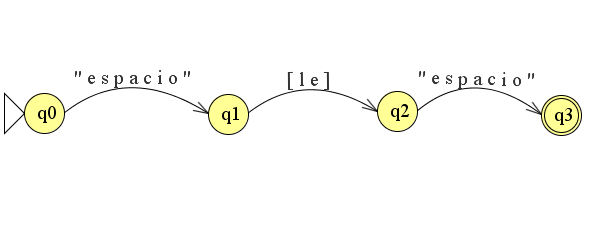 "espacio" [le] "espacio"
q0 q1 q2 q3